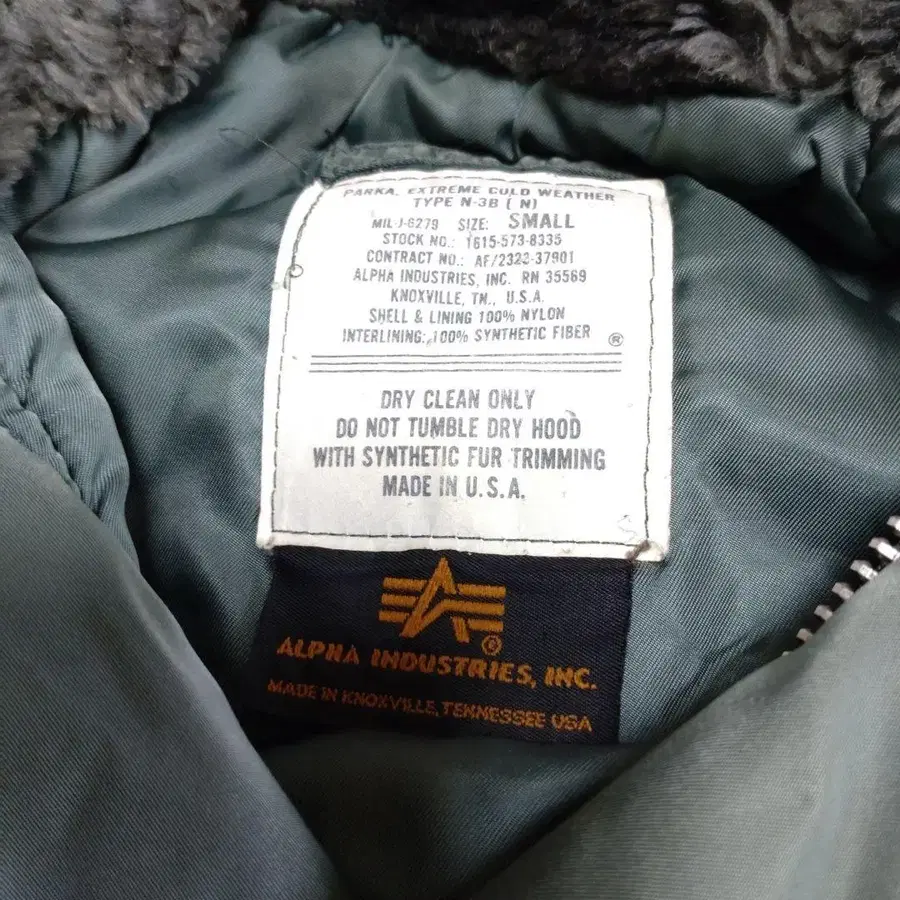 PARKA, EXTREME COLD WEATHER
TYPE N-3B ( N)
MIL-J-6279 SIZE: SMALL
STOCK NO.: 1615-573-8335
CONTRACT NO.: AF/2323-37901
ALPHA INDUSTRIES, INC. RN 35569
KNOXVILLE, TN., U.S.A.
SHELL & LINING 100% NYLON
INTERLINING: 100% SYNTHETIC FIBER ®
DRY CLEAN ONLY
DO NOT TUMBLE DRY HOOD
WITH SYNTHETIC FUR TRIMMING
MADE IN U.S.A.
®
ALPHA INDUSTRIES, INC.
MADE IN KNOXVILLE, TENNESSEE USA